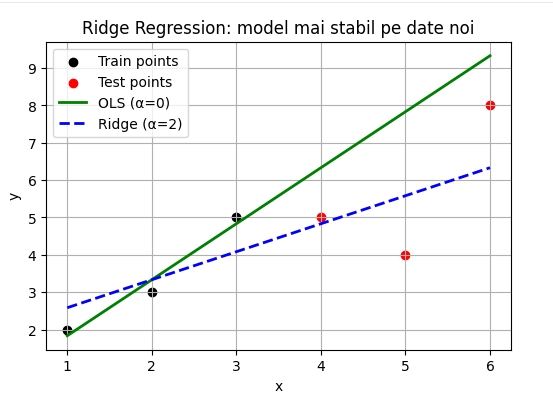 Ridge Regression: model mai stabil pe date noi
Train points
Test points
OLS (α=0)
Ridge (α=2)
9
8
7
6
5
4
3
2
y
1 2 3 4 5 6
x